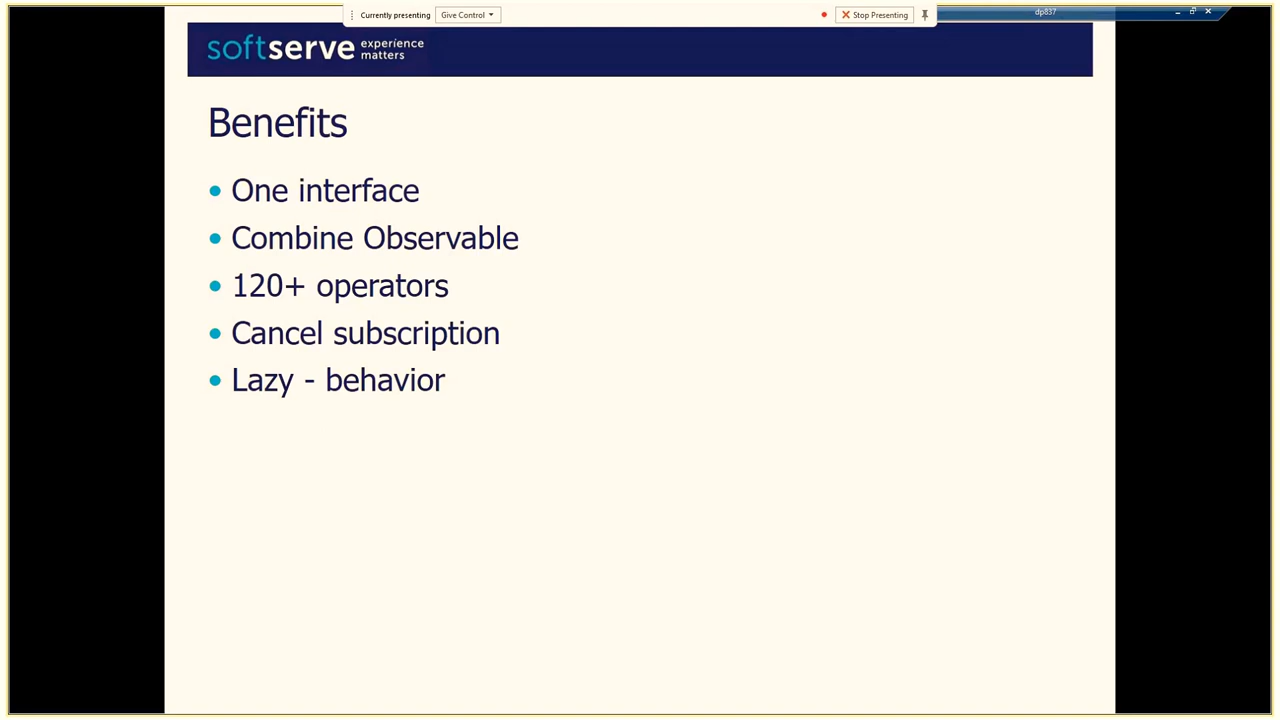 Currently presenting
Give Control
Stop Presenting
dp837
softserve experience
matters
Benefits
• One interface
• Combine Observable
• 120+ operators
• Cancel subscription
• Lazy - behavior